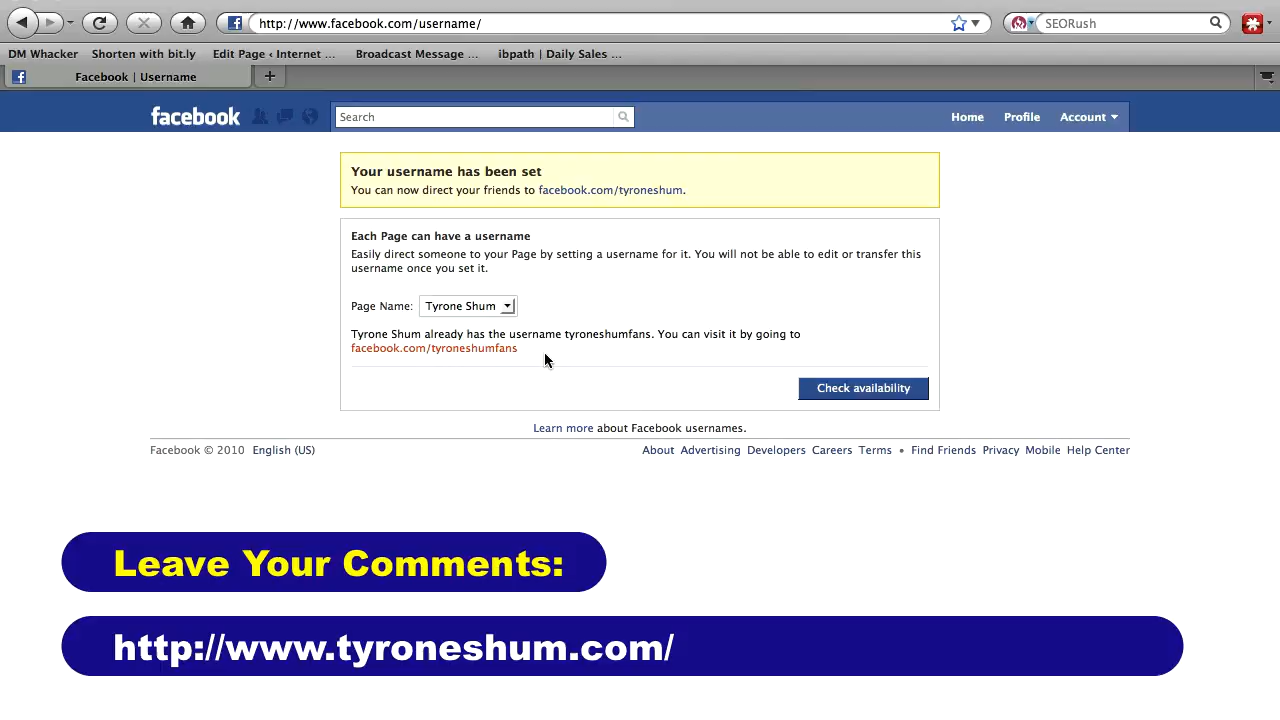 http://www.facebook.com/username/
SEORush
DM Whacker Shorten with bit.ly Edit Page ‹ Internet ... Broadcast Message ... ibpath | Daily Sales ...
Facebook | Username
facebook
Search
Home Profile Account
Your username has been set
You can now direct your friends to facebook.com/tyroneshum.
Each Page can have a username
Easily direct someone to your Page by setting a username for it. You will not be able to edit or transfer this
username once you set it.
Page Name: Tyrone Shum
Tyrone Shum already has the username tyroneshumfans. You can visit it by going to
facebook.com/tyroneshumfans
Check availability
Learn more about Facebook usernames.
Facebook © 2010 English (US)
About Advertising Developers Careers Terms • Find Friends Privacy Mobile Help Center
Leave Your Comments:
http://www.tyroneshum.com/